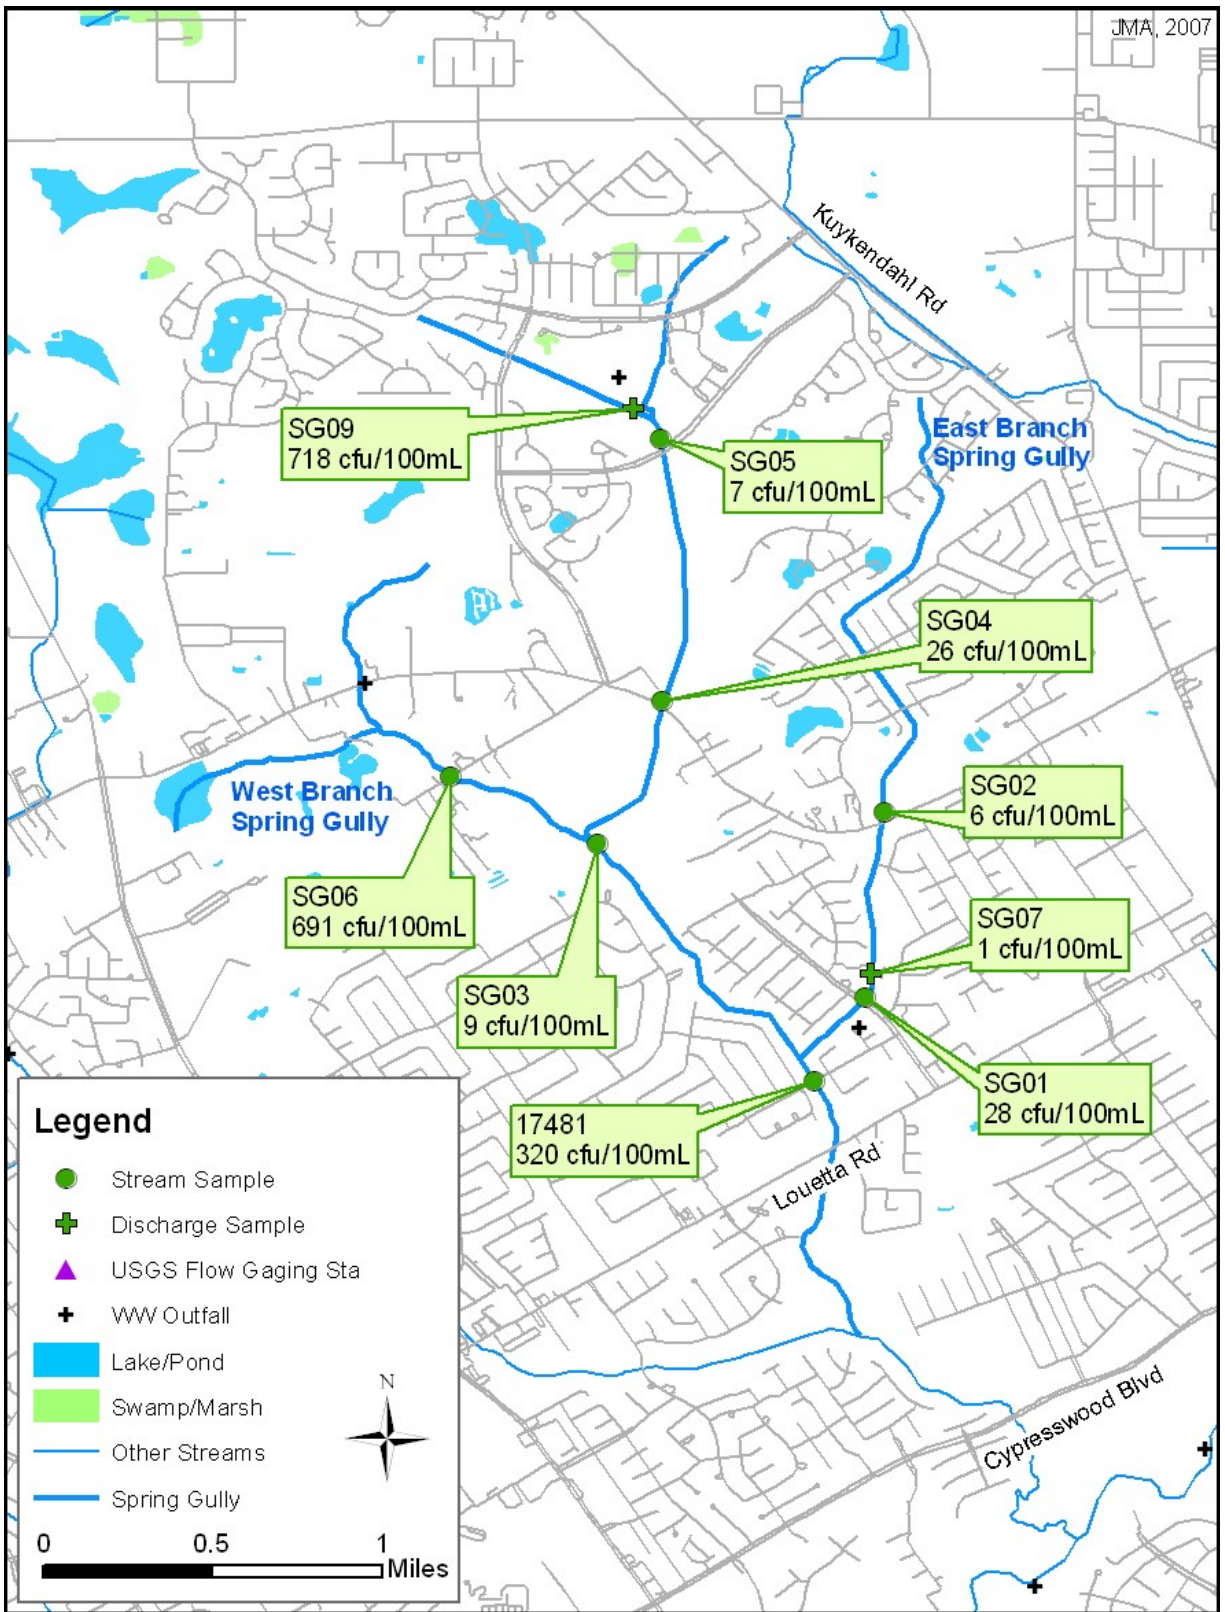 JMA, 2007
Kuykendahl Rd
SG09
718 cfu/100mL
East Branch
Spring Gully
SG05
7 cfu/100mL
SG04
26 cfu/100mL
West Branch
Spring Gully
SG02
6 cfu/100mL
SG06
691 cfu/100mL
SG07
1 cfu/100mL
SG03
9 cfu/100mL
SG01
28 cfu/100mL
17481
320 cfu/100mL
Louetta Rd
Cypresswood Blvd
Legend
Stream Sample
Discharge Sample
USGS Flow Gaging Sta
WW Outfall
Lake/Pond
Swamp/Marsh
Other Streams
Spring Gully
N
0 0.5 1
Miles